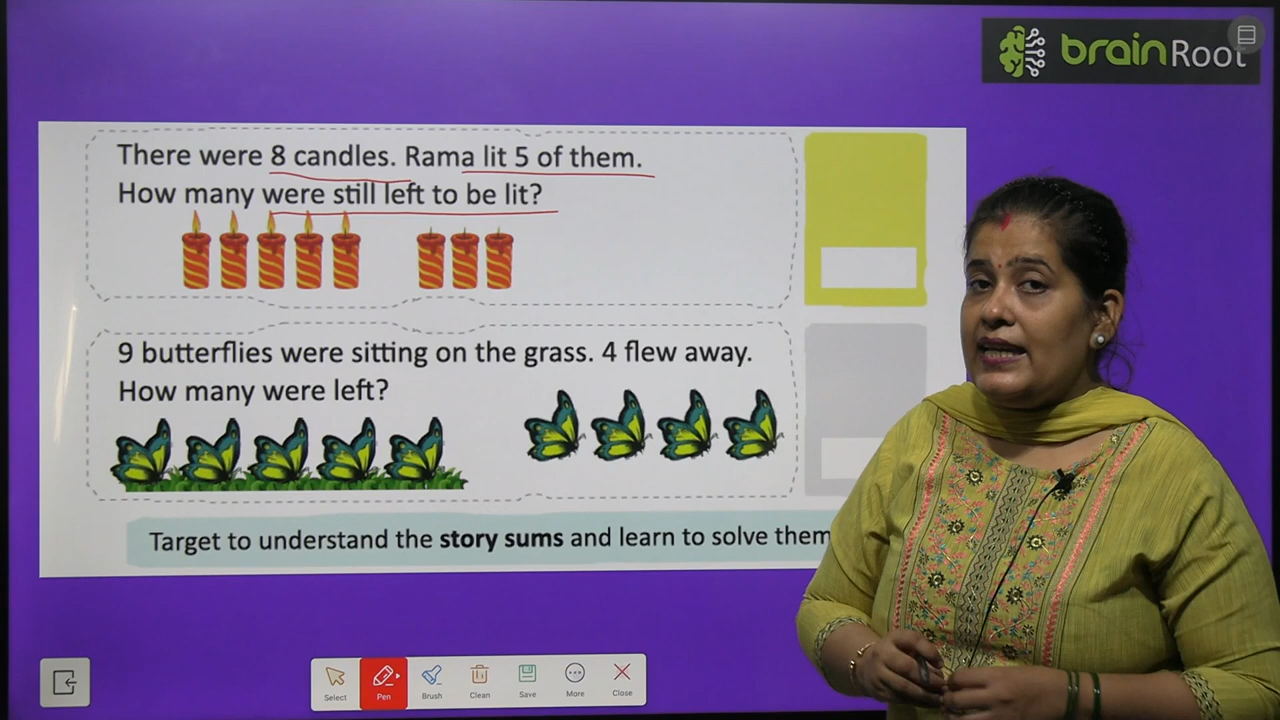 brainRoot
There were 8 candles. Rama lit 5 of them.
How many were still left to be lit?
9 butterflies were sitting on the grass. 4 flew away.
How many were left?
Target to understand the story sums and learn to solve them
Select Pen Brush Clean Save More Close